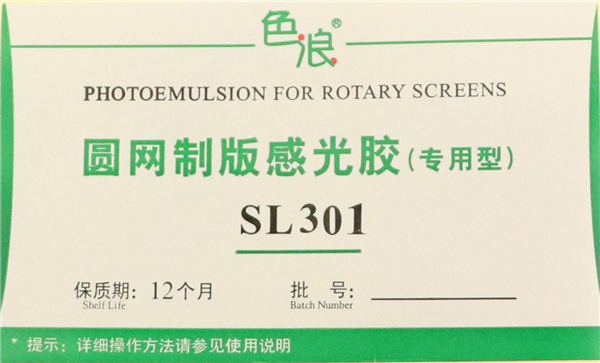 色浪®
PHOTOEMULSION FOR ROTARY SCREENS
圆网制版感光胶(专用型)
SL301
保质期: 12个月 批 号:
Shelf Life Batch Number
* 提示: 详细操作方法请参见使用说明